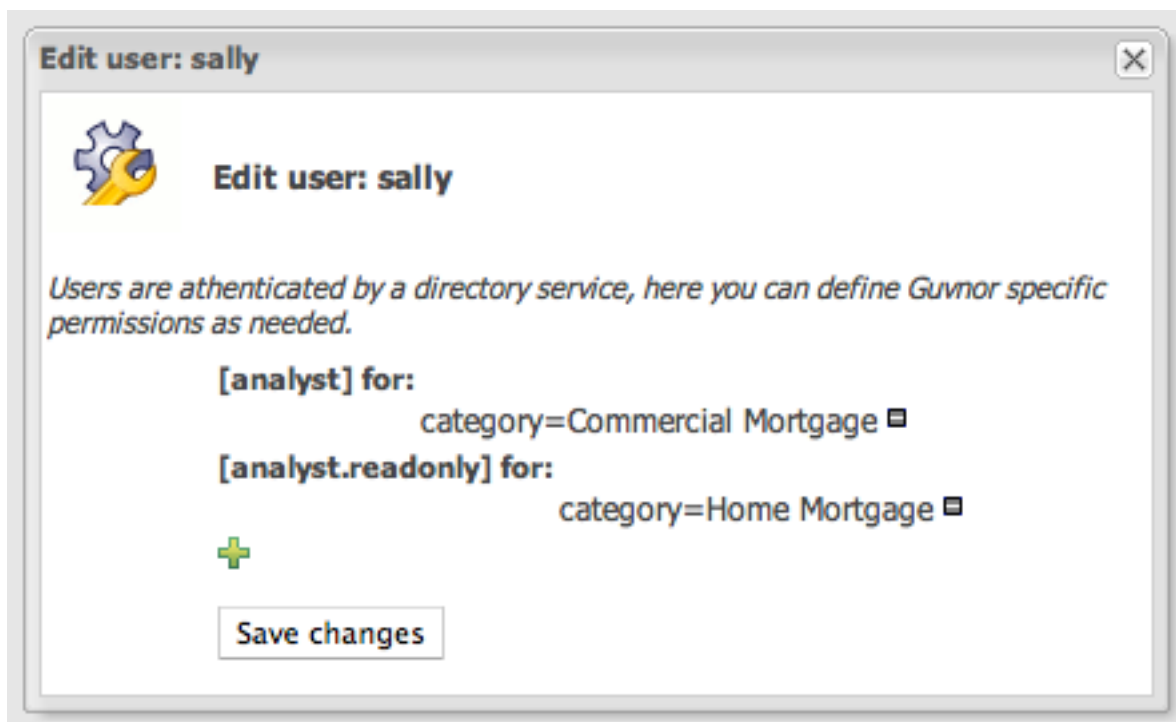 Edit user: sally
Edit user: sally
Users are athenticated by a directory service, here you can define Guvnor specific
permissions as needed.
[analyst] for:
category=Commercial Mortgage
[analyst.readonly] for:
category=Home Mortgage
Save changes